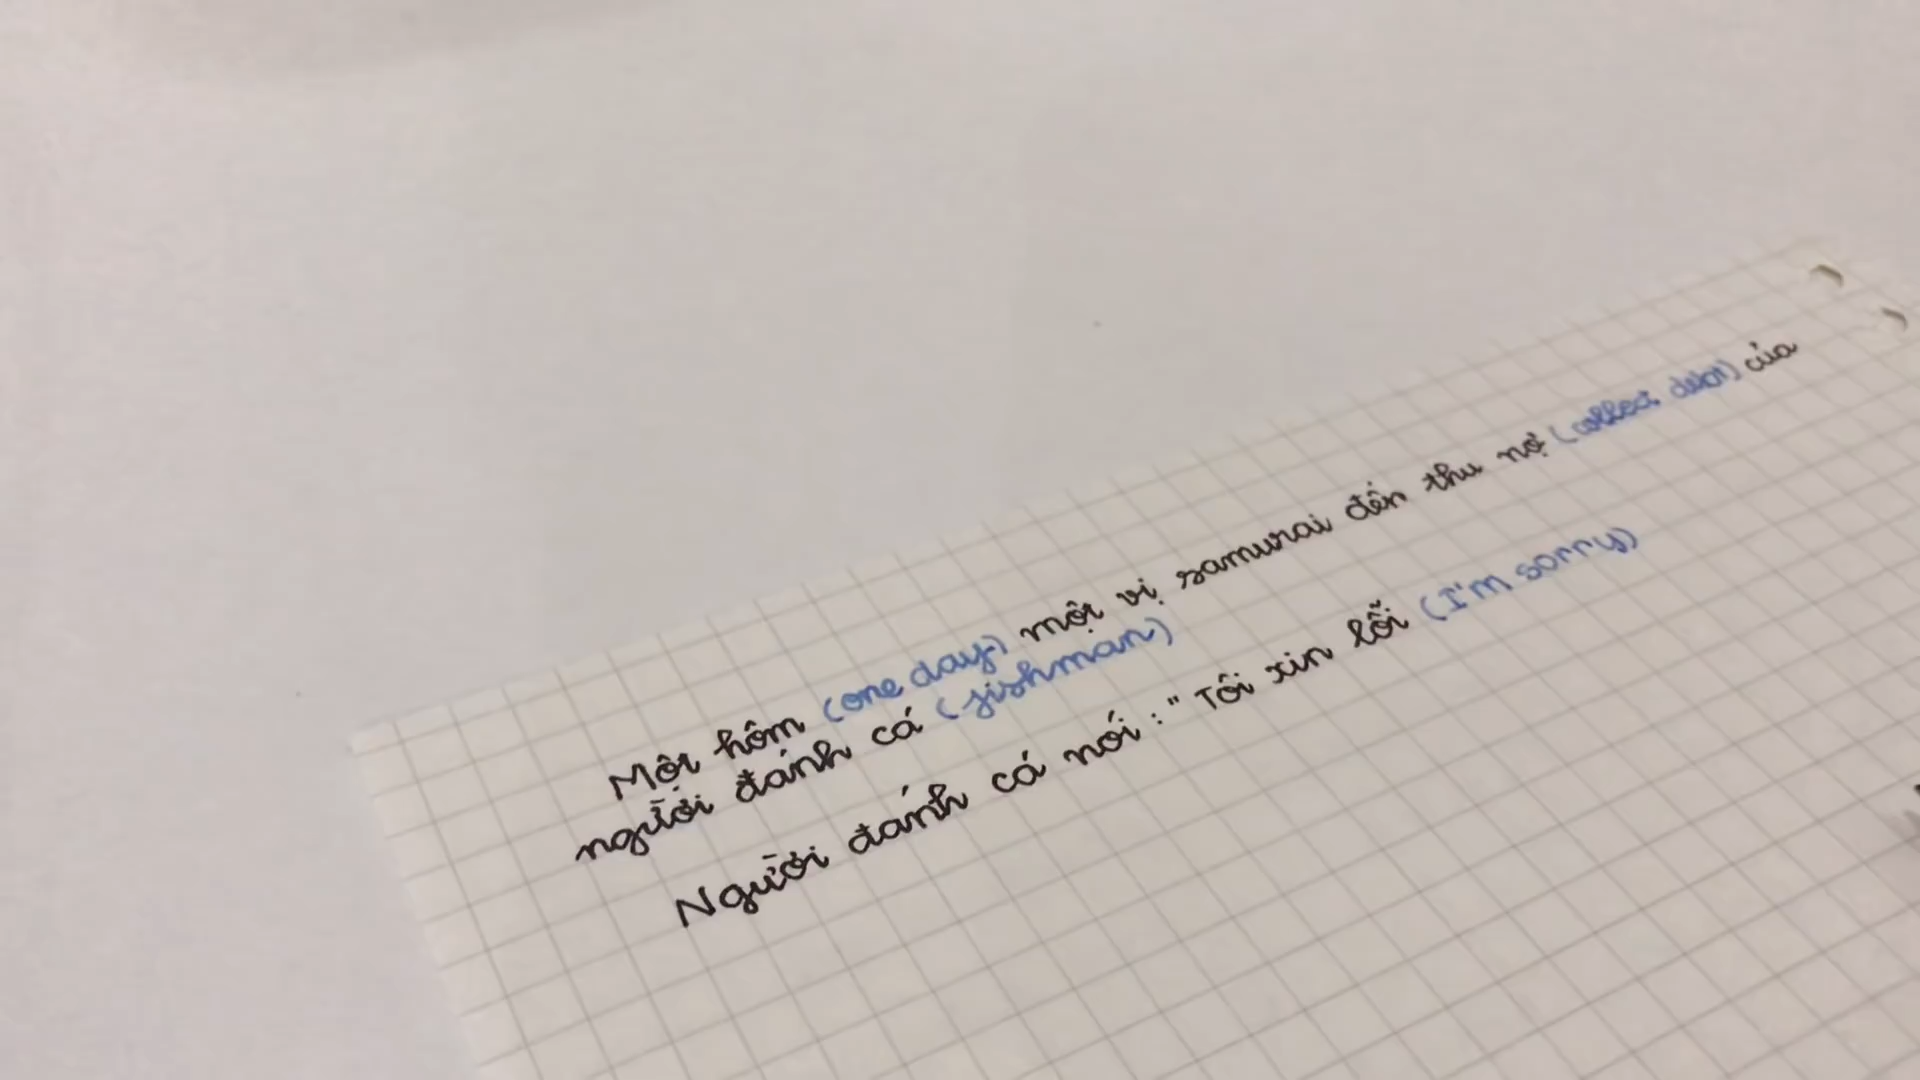 Một hôm (one day) một vị samurai đến thu nợ (collect debt) của
người đánh cá (fishman)
Người đánh cá nói : " Tôi xin lỗi (I'm sorry)